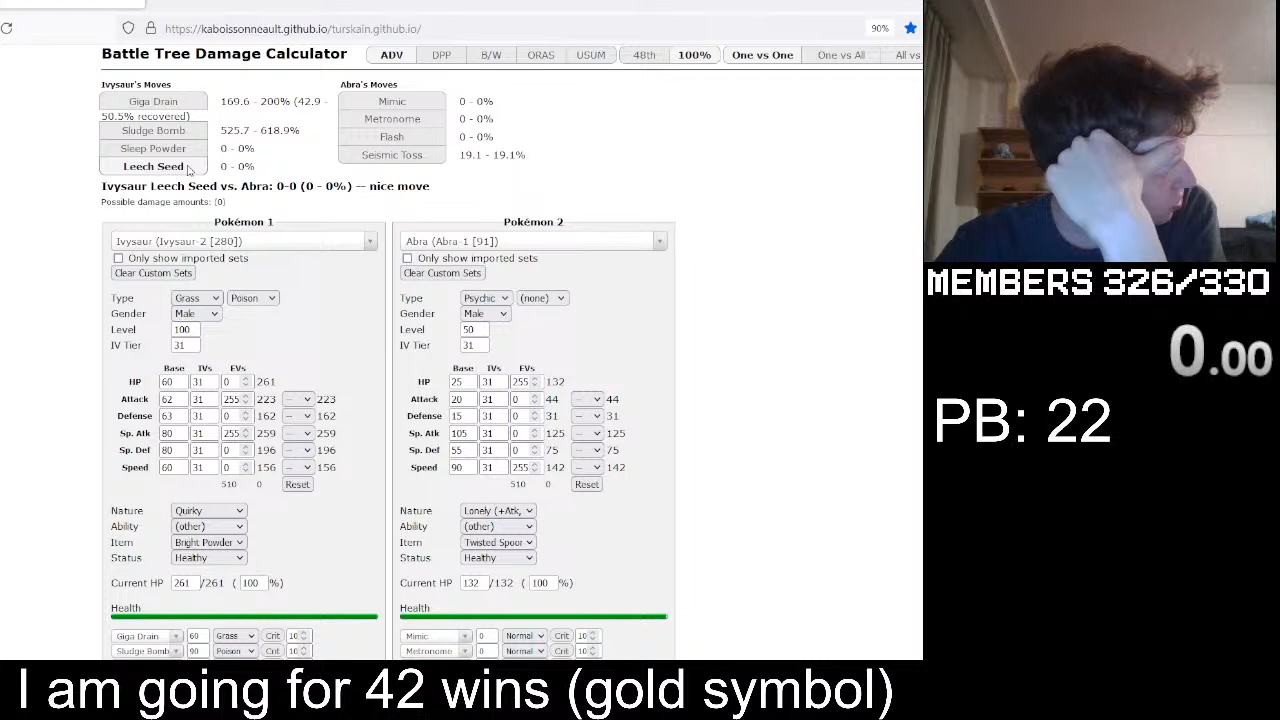 https://kaboissonneault.github.io/turskain.github.io/ 90%
Battle Tree Damage Calculator ADV DPP B/W ORAS USUM 48th 100% One vs One One vs All All vs
Ivysaur's Moves Abra's Moves
Giga Drain 169.6 - 200% (42.9 - Mimic 0 - 0%
50.5% recovered) Metronome 0 - 0%
Sludge Bomb 525.7 - 618.9% Flash 0 - 0%
Sleep Powder 0 - 0% Seismic Toss 19.1 - 19.1%
Leech Seed 0 - 0%
Ivysaur Leech Seed vs. Abra: 0-0 (0 - 0%) -- nice move
Possible damage amounts: (0)
Pokémon 1
Ivysaur (Ivysaur-2 [280])
Only show imported sets
Clear Custom Sets
Type Grass Poison
Gender Male
Level 100
IV Tier 31
Base IVs EVs
HP 60 31 0 261
Attack 62 31 255 223 -- 223
Defense 63 31 0 162 -- 162
Sp. Atk 80 31 255 259 -- 259
Sp. Def 80 31 0 196 -- 196
Speed 60 31 0 156 -- 156
510 0 Reset
Nature Quirky
Ability (other)
Item Bright Powder
Status Healthy
Current HP 261 /261 ( 100 %)
Health
Giga Drain 60 Grass Crit 10
Sludge Bomb 90 Poison Crit 10
Pokémon 2
Abra (Abra-1 [91])
Only show imported sets
Clear Custom Sets
Type Psychic (none)
Gender Male
Level 50
IV Tier 31
Base IVs EVs
HP 25 31 255 132
Attack 20 31 0 44 -- 44
Defense 15 31 0 31 -- 31
Sp. Atk 105 31 0 125 -- 125
Sp. Def 55 31 0 75 -- 75
Speed 90 31 255 142 -- 142
510 0 Reset
Nature Lonely (+Atk,
Ability (other)
Item Twisted Spoor
Status Healthy
Current HP 132 /132 ( 100 %)
Health
Mimic 0 Normal Crit 10
Metronome 0 Normal Crit 10
MEMBERS 326/330
0.00
PB: 22
I am going for 42 wins (gold symbol)